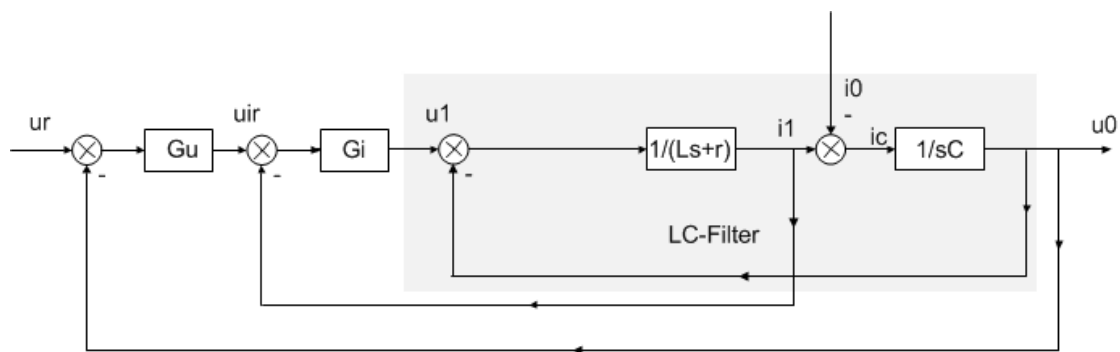 i0
-
ur
uir
u1
i1
u0
Gu
Gi
1/(Ls+r)
ic
1/sC
-
-
-
LC-Filter